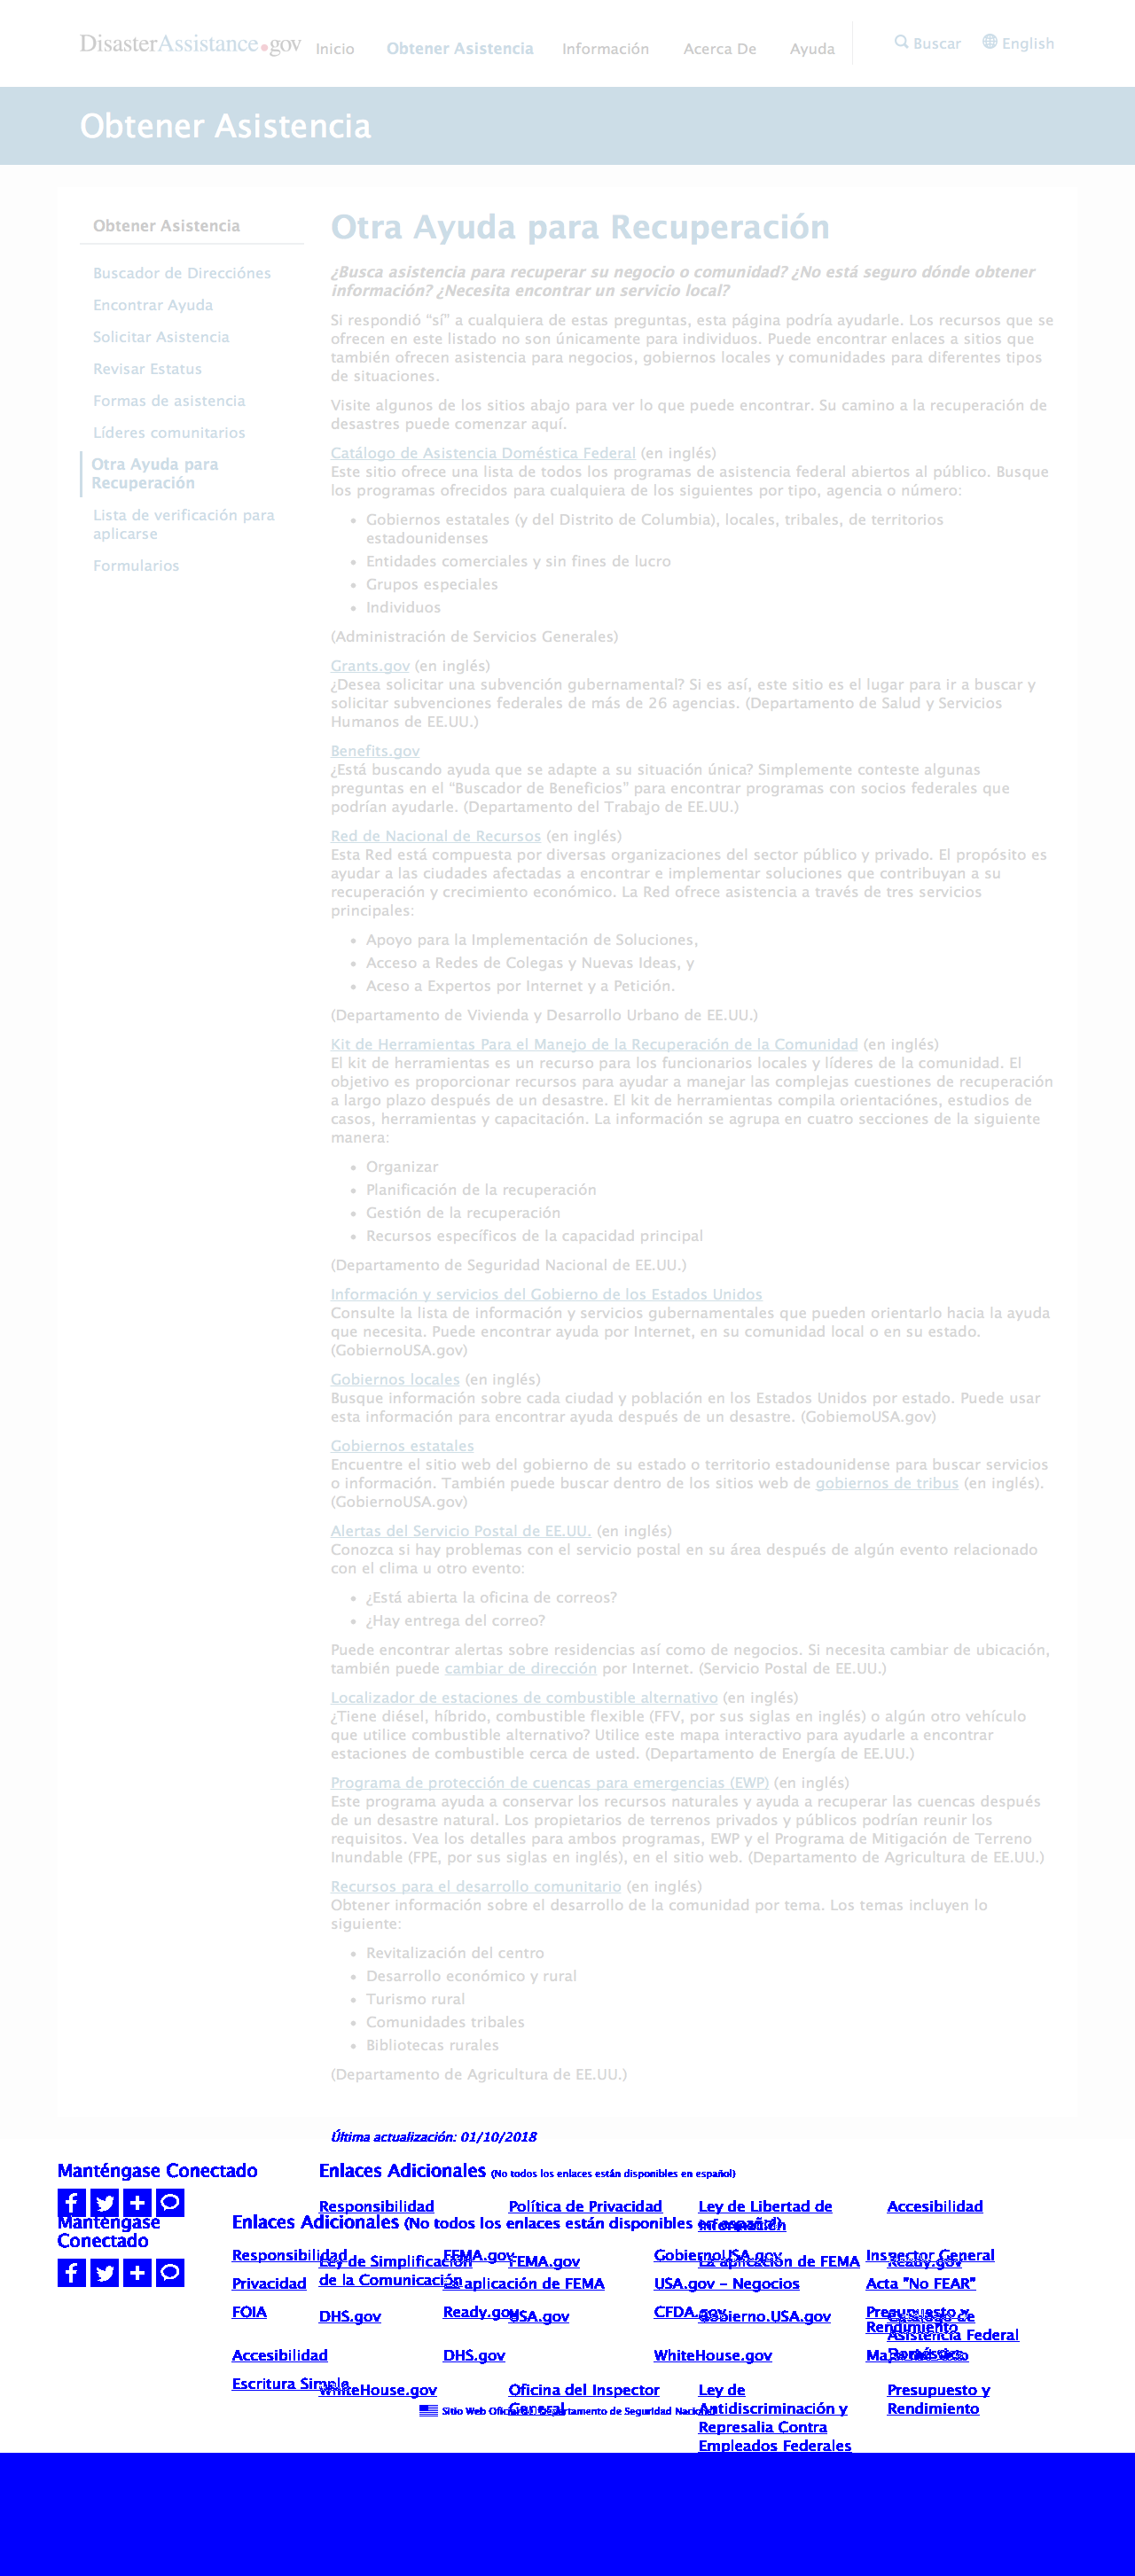 DisasterAssistance.gov Inicio Obtener Asistencia Información Acerca De Ayuda Buscar English
Obtener Asistencia
Obtener Asistencia
Buscador de Direcciónes
Encontrar Ayuda
Solicitar Asistencia
Revisar Estatus
Formas de asistencia
Líderes comunitarios
Otra Ayuda para
Recuperación
Lista de verificación para
aplicarse
Formularios
Otra Ayuda para Recuperación
¿Busca asistencia para recuperar su negocio o comunidad? ¿No está seguro dónde obtener
información? ¿Necesita encontrar un servicio local?
Si respondió “sí” a cualquiera de estas preguntas, esta página podría ayudarle. Los recursos que se
ofrecen en este listado no son únicamente para individuos. Puede encontrar enlaces a sitios que
también ofrecen asistencia para negocios, gobiernos locales y comunidades para diferentes tipos
de situaciones.
Visite algunos de los sitios abajo para ver lo que puede encontrar. Su camino a la recuperación de
desastres puede comenzar aquí.
Catálogo de Asistencia Doméstica Federal (en inglés)
Este sitio ofrece una lista de todos los programas de asistencia federal abiertos al público. Busque
los programas ofrecidos para cualquiera de los siguientes por tipo, agencia o número:
• Gobiernos estatales (y del Distrito de Columbia), locales, tribales, de territorios
estadounidenses
• Entidades comerciales y sin fines de lucro
• Grupos especiales
• Individuos
(Administración de Servicios Generales)
Grants.gov (en inglés)
¿Desea solicitar una subvención gubernamental? Si es así, este sitio es el lugar para ir a buscar y
solicitar subvenciones federales de más de 26 agencias. (Departamento de Salud y Servicios
Humanos de EE.UU.)
Benefits.gov
¿Está buscando ayuda que se adapte a su situación única? Simplemente conteste algunas
preguntas en el “Buscador de Beneficios” para encontrar programas con socios federales que
podrían ayudarle. (Departamento del Trabajo de EE.UU.)
Red de Nacional de Recursos (en inglés)
Esta Red está compuesta por diversas organizaciones del sector público y privado. El propósito es
ayudar a las ciudades afectadas a encontrar e implementar soluciones que contribuyan a su
recuperación y crecimiento económico. La Red ofrece asistencia a través de tres servicios
principales:
• Apoyo para la Implementación de Soluciones,
• Acceso a Redes de Colegas y Nuevas Ideas, y
• Aceso a Expertos por Internet y a Petición.
(Departamento de Vivienda y Desarrollo Urbano de EE.UU.)
Kit de Herramientas Para el Manejo de la Recuperación de la Comunidad (en inglés)
El kit de herramientas es un recurso para los funcionarios locales y líderes de la comunidad. El
objetivo es proporcionar recursos para ayudar a manejar las complejas cuestiones de recuperación
a largo plazo después de un desastre. El kit de herramientas compila orientaciónes, estudios de
casos, herramientas y capacitación. La información se agrupa en cuatro secciones de la siguiente
manera:
• Organizar
• Planificación de la recuperación
• Gestión de la recuperación
• Recursos específicos de la capacidad principal
(Departamento de Seguridad Nacional de EE.UU.)
Información y servicios del Gobierno de los Estados Unidos
Consulte la lista de información y servicios gubernamentales que pueden orientarlo hacia la ayuda
que necesita. Puede encontrar ayuda por Internet, en su comunidad local o en su estado.
(GobiernoUSA.gov)
Gobiernos locales (en inglés)
Busque información sobre cada ciudad y población en los Estados Unidos por estado. Puede usar
esta información para encontrar ayuda después de un desastre. (GobiernoUSA.gov)
Gobiernos estatales
Encuentre el sitio web del gobierno de su estado o territorio estadounidense para buscar servicios
o información. También puede buscar dentro de los sitios web de gobiernos de tribus (en inglés).
(GobiernoUSA.gov)
Alertas del Servicio Postal de EE.UU. (en inglés)
Conozca si hay problemas con el servicio postal en su área después de algún evento relacionado
con el clima u otro evento:
• ¿Está abierta la oficina de correos?
• ¿Hay entrega del correo?
Puede encontrar alertas sobre residencias así como de negocios. Si necesita cambiar de ubicación,
también puede cambiar de dirección por Internet. (Servicio Postal de EE.UU.)
Localizador de estaciones de combustible alternativo (en inglés)
¿Tiene diésel, híbrido, combustible flexible (FFV, por sus siglas en inglés) o algún otro vehículo
que utilice combustible alternativo? Utilice este mapa interactivo para ayudarle a encontrar
estaciones de combustible cerca de usted. (Departamento de Energía de EE.UU.)
Programa de protección de cuencas para emergencias (EWP) (en inglés)
Este programa ayuda a conservar los recursos naturales y ayuda a recuperar las cuencas después
de un desastre natural. Los propietarios de terrenos privados y públicos podrían reunir los
requisitos. Vea los detalles para ambos programas, EWP y el Programa de Mitigación de Terreno
Inundable (FPE, por sus siglas en inglés), en el sitio web. (Departamento de Agricultura de EE.UU.)
Recursos para el desarrollo comunitario (en inglés)
Obtener información sobre el desarrollo de la comunidad por tema. Los temas incluyen lo
siguiente:
• Revitalización del centro
• Desarrollo económico y rural
• Turismo rural
• Comunidades tribales
• Bibliotecas rurales
(Departamento de Agricultura de EE.UU.)
Última actualización: 01/10/2018
Manténgase Conectado Enlaces Adicionales (No todos los enlaces están disponibles en español)
Responsibilidad Política de Privacidad Ley de Libertad de Accesibilidad
Información
Manténgase
Conectado
Enlaces Adicionales (No todos los enlaces están disponibles en español)
Responsibilidad FEMA.gov GobiernoUSA.gov Inspector General
Ley de Simplificación FEMA.gov La aplicación de FEMA Ready.gov
de la Comunicación
Privacidad La aplicación de FEMA USA.gov - Negocios Acta "No FEAR"
FOIA Ready.gov CFDA.gov Presupuesto y
Rendimiento
DHS.gov USA.gov Gobierno.USA.gov Catálogo de
Asistencia Federal
Doméstica
Accesibilidad DHS.gov WhiteHouse.gov
Escritura Simple
WhiteHouse.gov Oficina del Inspector Ley de Presupuesto y
General Antidiscriminación y Rendimiento
Represalia Contra
Empleados Federales
Sitio Web Oficial del Departamento de Seguridad Nacional